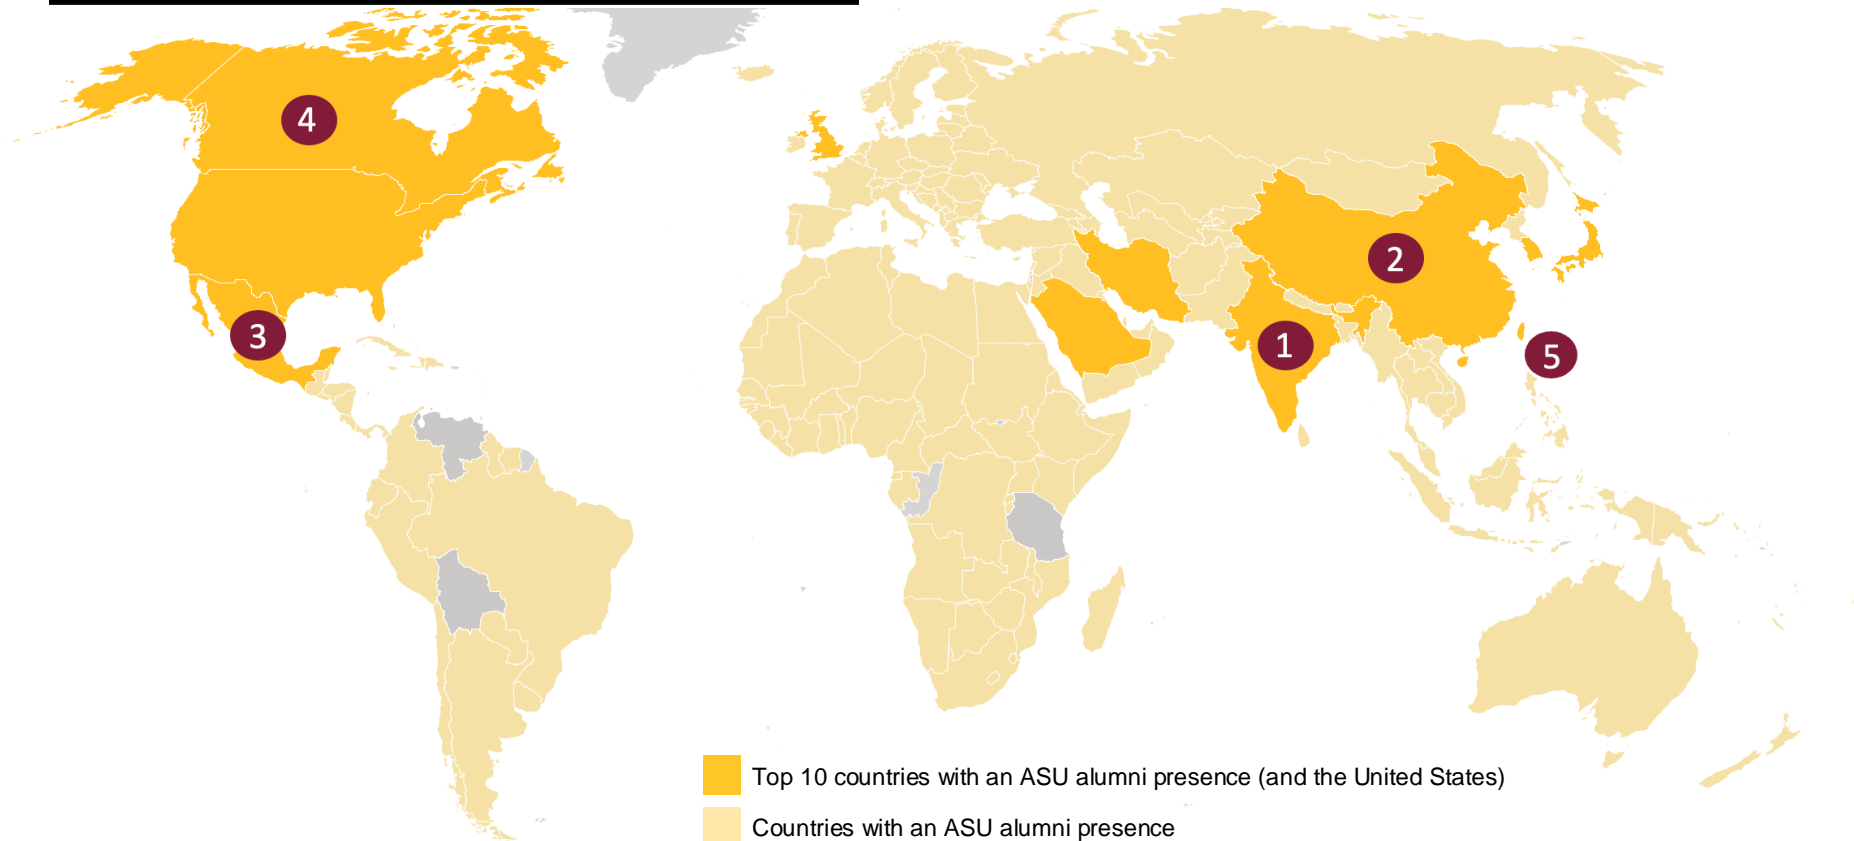 4
2
3
1
5
Top 10 countries with an ASU alumni presence (and the United States)
Countries with an ASU alumni presence